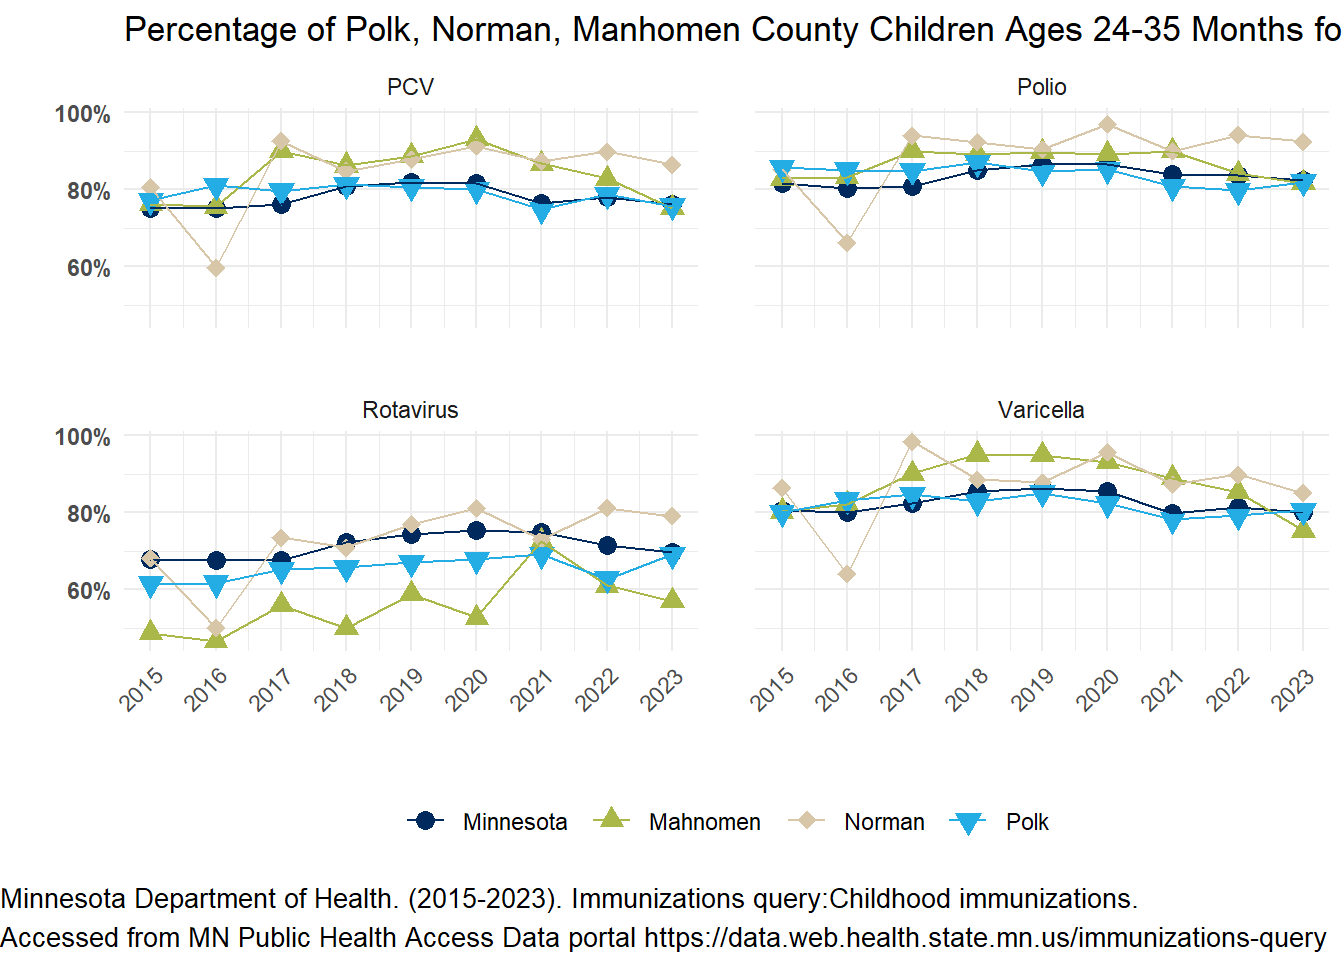 Percentage of Polk, Norman, Manhomen County Children Ages 24-35 Months fo
PCV
Polio
100%
80%
60%
Rotavirus
Varicella
100%
80%
60%
2015 2016 2017 2018 2019 2020 2021 2022 2023
2015 2016 2017 2018 2019 2020 2021 2022 2023
Minnesota Mahnomen Norman Polk
Minnesota Department of Health. (2015-2023). Immunizations query:Childhood immunizations.
Accessed from MN Public Health Access Data portal https://data.web.health.state.mn.us/immunizations-query